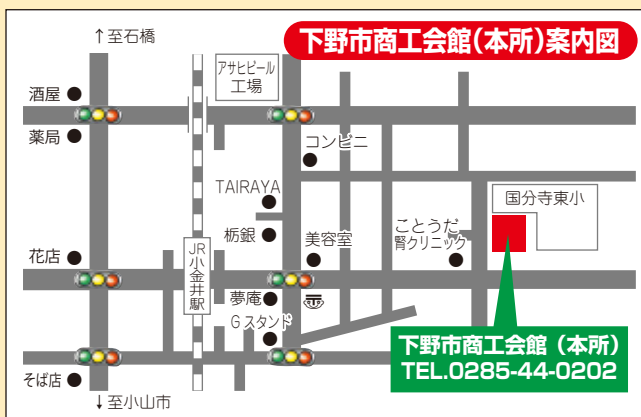 下野市商工会館(本所)案内図
↑至石橋
アサヒビール
工場
酒屋
薬局
コンビニ
TAIRAYA
国分寺東小
栃銀
美容室
ことうだ
腎クリニック
花店
JR
小金井駅
夢庵
〠
Gスタンド
下野市商工会館(本所)
TEL.0285-44-0202
そば店
↓至小山市